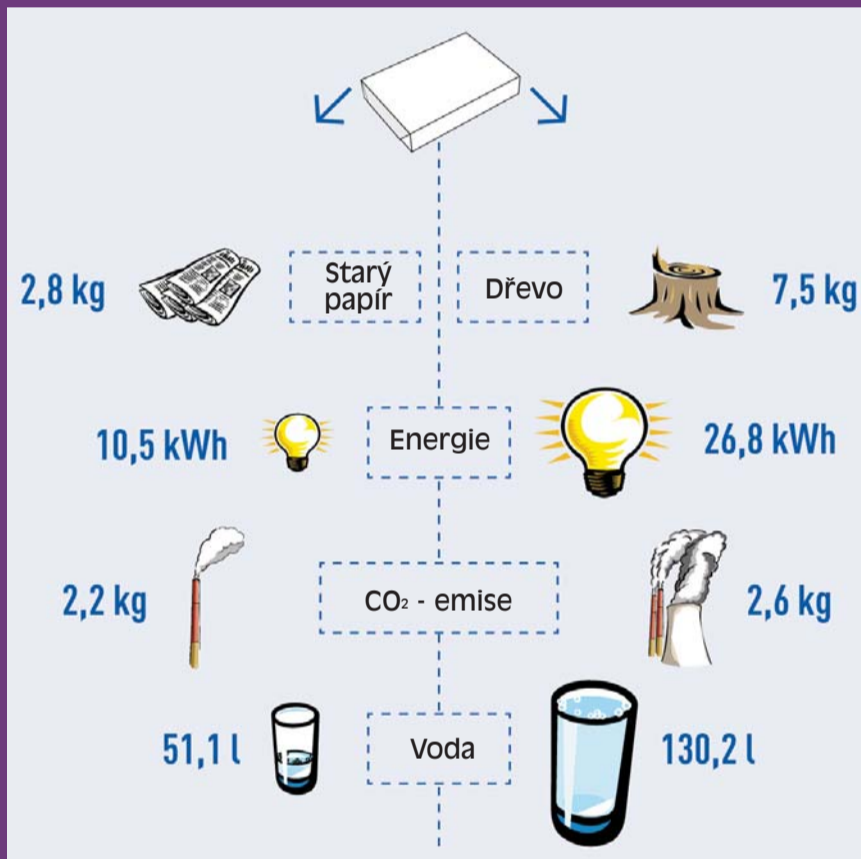 2,8 kg
Starý
papír
Dřevo
7,5 kg
10,5 kWh
Energie
26,8 kWh
2,2 kg
CO₂ - emise
2,6 kg
51,1 l
Voda
130,2 l